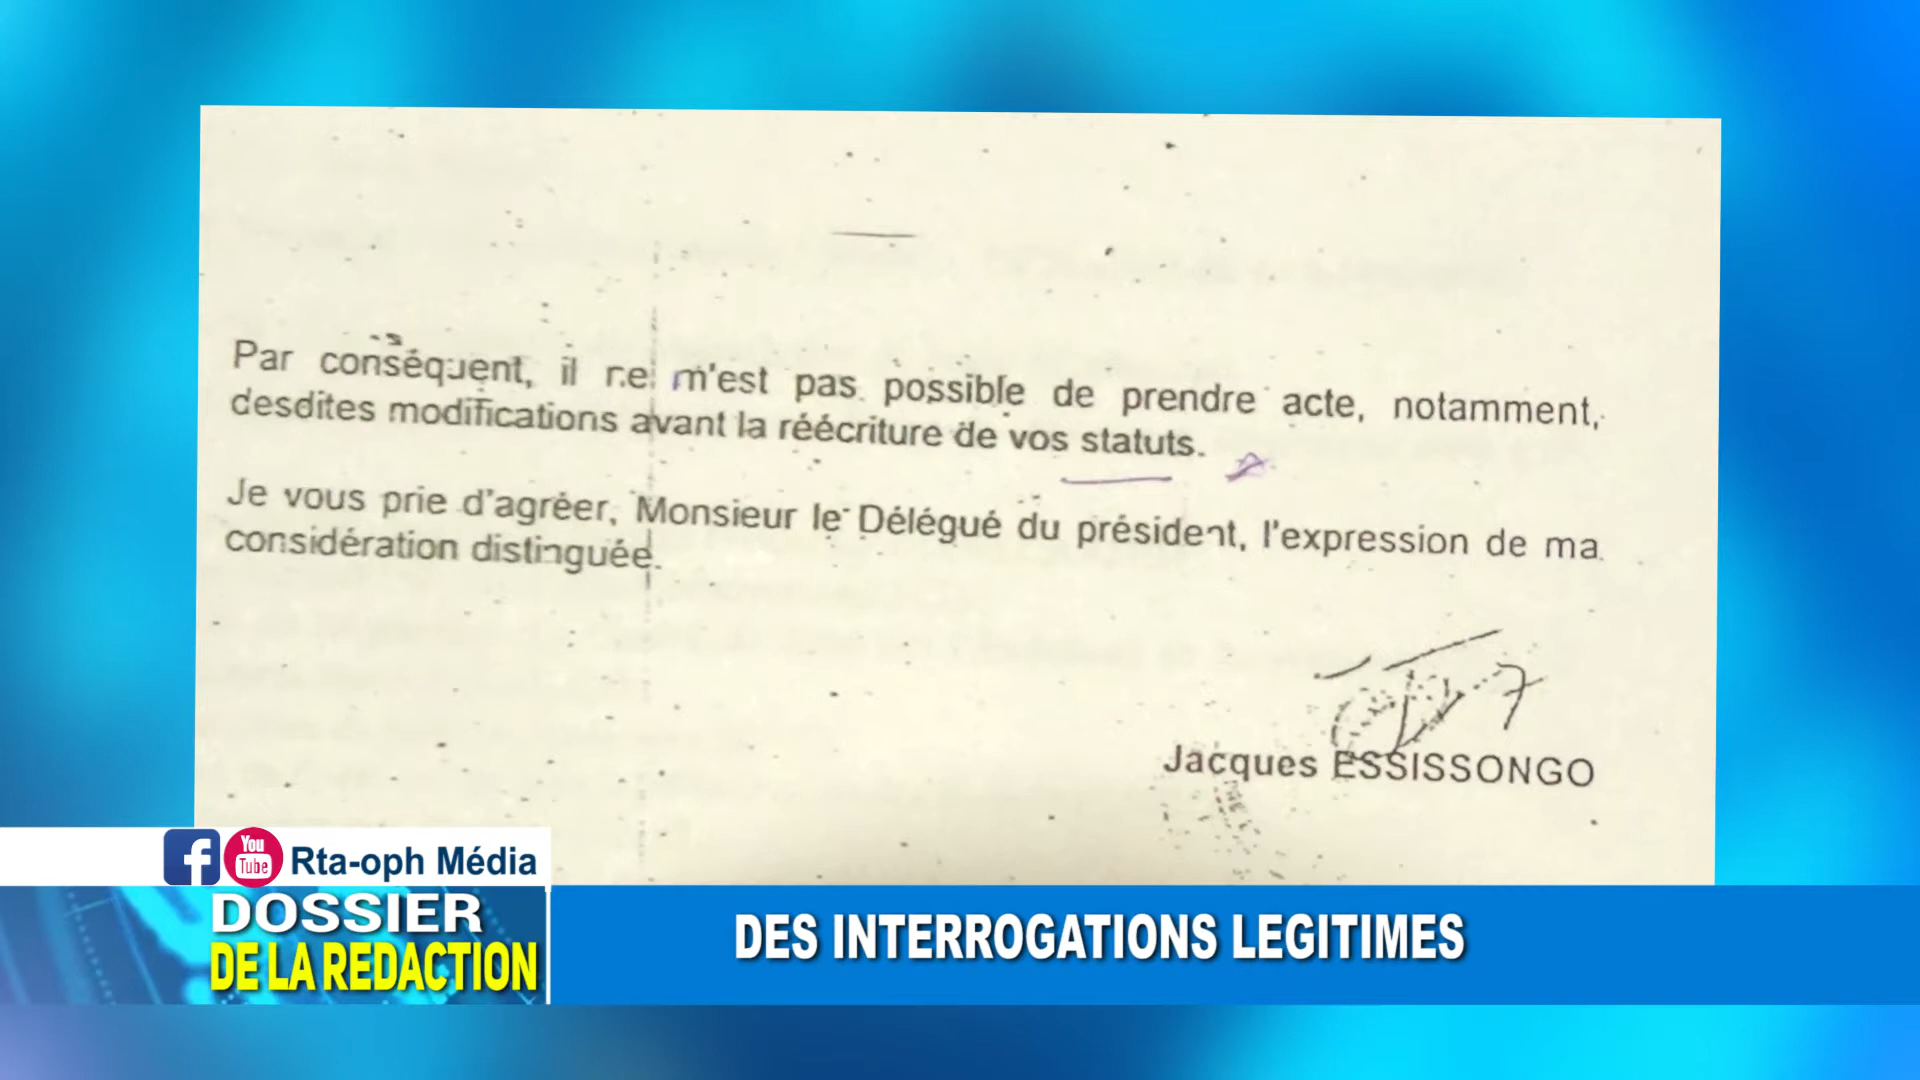 Par conséquent, il ne m'est pas possible de prendre acte, notamment,
desdites modifications avant la réécriture de vos statuts.
Je vous prie d'agréer, Monsieur le Délégué du président, l'expression de ma
considération distinguée.
Jacques ESSISSONGO
f You Tube Rta-oph Média
DOSSIER
DE LA REDACTION
DES INTERROGATIONS LEGITIMES